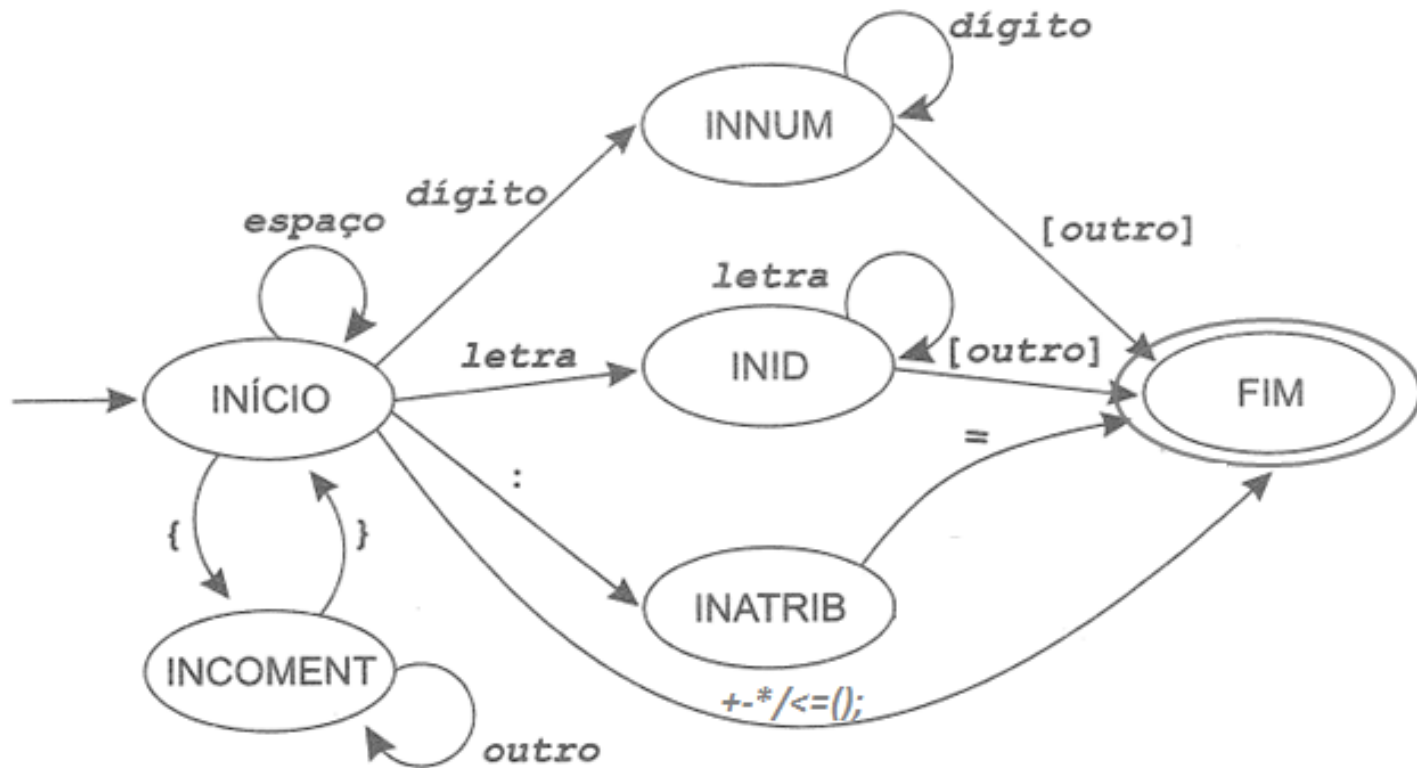 dígito
INNUM
dígito
espaço
[outro]
letra
letra
[outro]
INÍCIO
INID
FIM
=
:
{
}
INATRIB
INCOMENT
+-*/<=();
outro